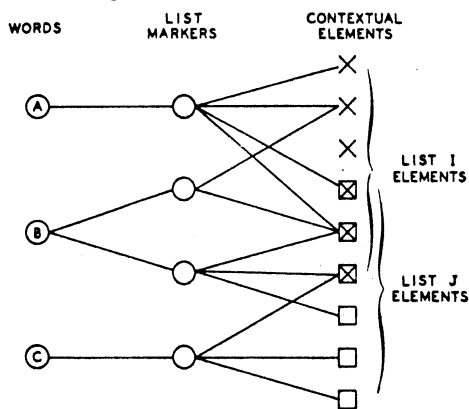 WORDS
LIST
MARKERS
CONTEXTUAL
ELEMENTS
A
B
C
LIST I
ELEMENTS
LIST J
ELEMENTS